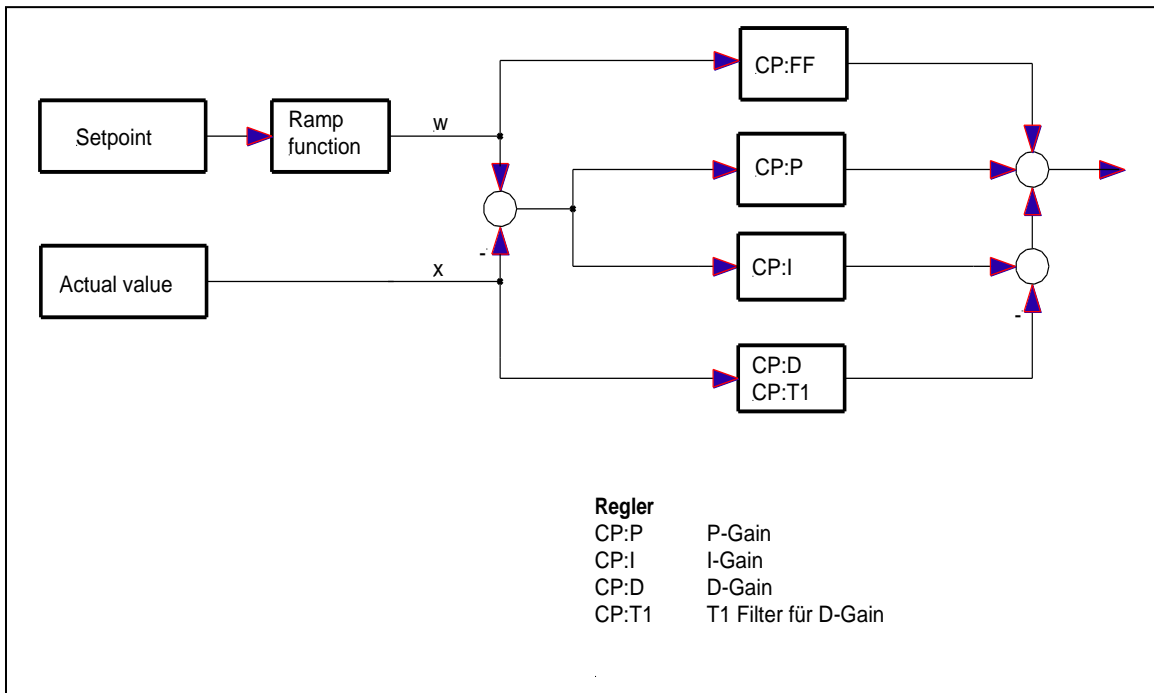 CP:FF
Setpoint
Ramp
function
w
CP:P
-
CP:I
Actual value
x
-
CP:D
CP:T1
Regler
CP:P P-Gain
CP:I I-Gain
CP:D D-Gain
CP:T1 T1 Filter für D-Gain